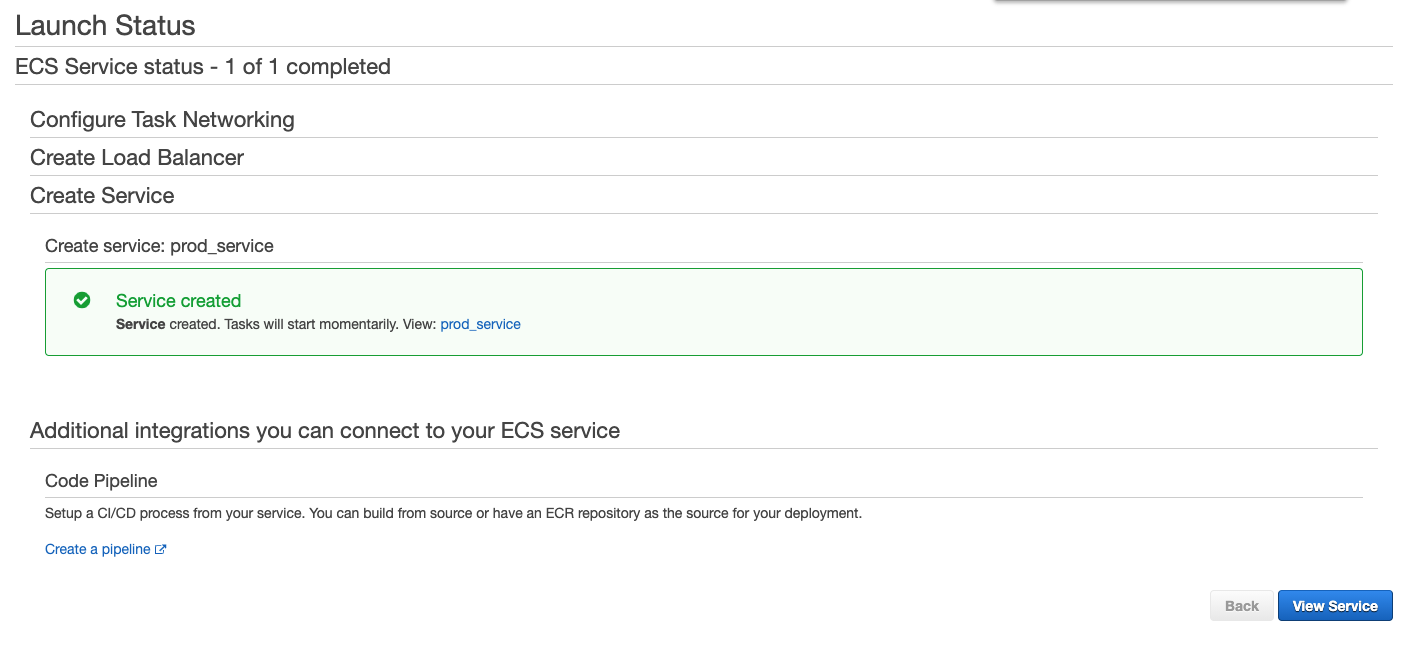 Launch Status
ECS Service status - 1 of 1 completed
Configure Task Networking
Create Load Balancer
Create Service
Create service: prod_service
Service created
Service created. Tasks will start momentarily. View: prod_service
Additional integrations you can connect to your ECS service
Code Pipeline
Setup a CI/CD process from your service. You can build from source or have an ECR repository as the source for your deployment.
Create a pipeline
Back View Service